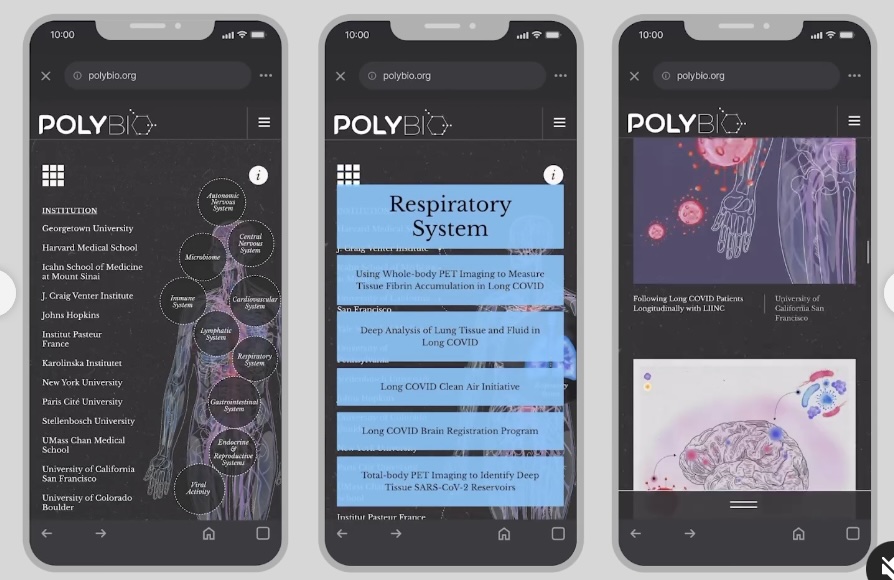 10:00
polybio.org
POLYBIO
i
INSTITUTION
Georgetown University
Harvard Medical School
Icahn School of Medicine
at Mount Sinai
J. Craig Venter Institute
Johns Hopkins
Institut Pasteur
France
Karolinska Institutet
New York University
Paris Cité University
Stellenbosch University
UMass Chan Medical
School
University of California
San Francisco
University of Colorado
Boulder
Autonomic
Nervous
System
Central
Nervous
System
Microbiome
Immune
System
Cardiovascular
System
Lymphatic
System
Respiratory
System
Gastrointestinal
System
Endocrine
&
Reproductive
Systems
Viral
Activity
10:00
polybio.org
POLYBIO
i
Respiratory
System
J. Craig Venter Institute
Using Whole-body PET Imaging to Measure
Tissue Fibrin Accumulation in Long COVID
San Francisco
Deep Analysis of Lung Tissue and Fluid in
Long COVID
Pennsylvania
Long COVID Clean Air Initiative
Long COVID Brain Registration Program
Total-body PET Imaging to Identify Deep
Tissue SARS-CoV-2 Reservoirs
Institut Pasteur France
10:00
polybio.org
POLYBIO
Following Long COVID Patients
Longitudinally with LIINC
University of
California San
Francisco